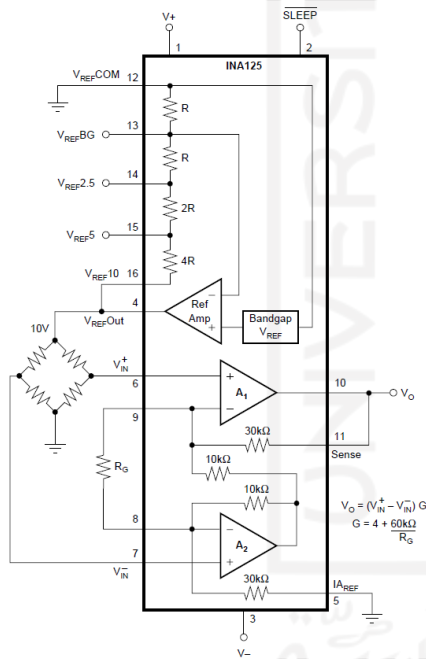 V+
SLEEP
1
2
INA125
VREFCOM
12
R
VREFBG
13
R
VREF2.5
14
2R
VREF5
15
4R
VREF10
16
4
VREFOut
Ref
Amp
−
+
Bandgap
VREF
10V
V+IN
6
+
A1
−
10
VO
9
30kΩ
11
Sense
10kΩ
RG
10kΩ
8
−
A2
+
7
V−IN
30kΩ
VO = (V+IN − V−IN) G
G = 4 + 60kΩ
RG
IAREF
5
3
V−
UNIVERSIT